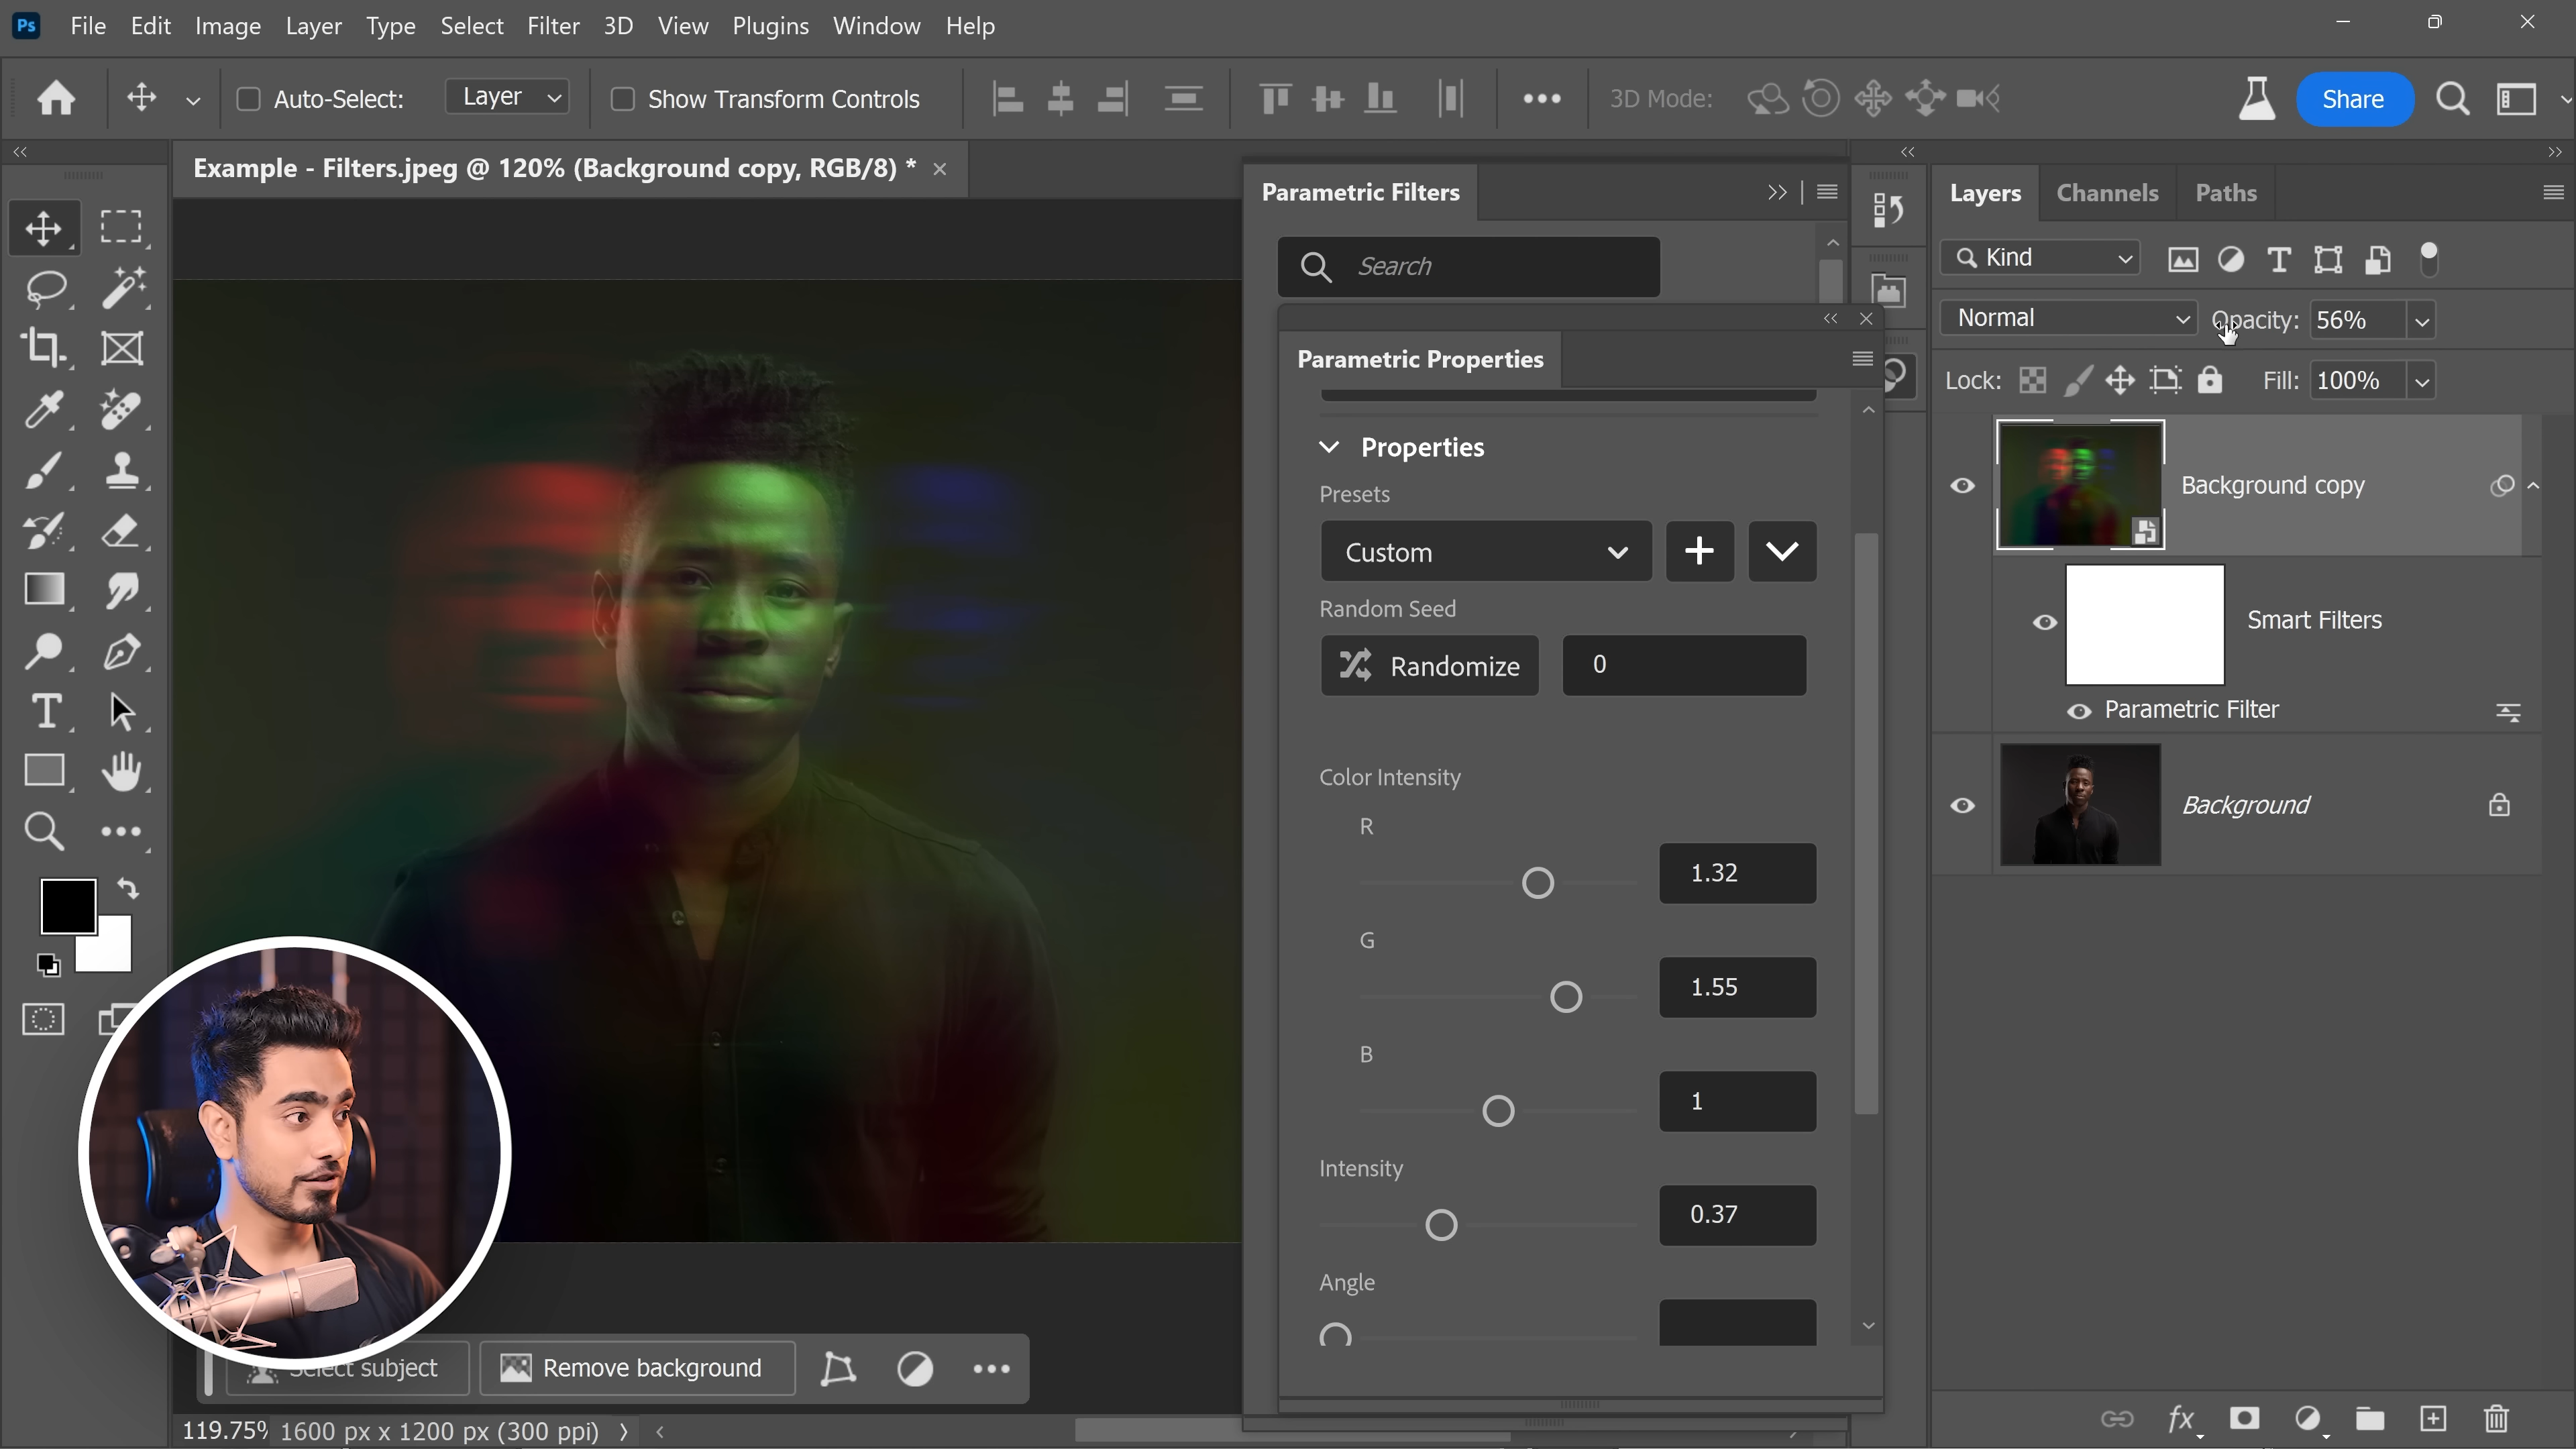 Ps File Edit Image Layer Type Select Filter 3D View Plugins Window Help
Auto-Select: Layer Show Transform Controls 3D Mode: Share
Example - Filters.jpeg @ 120% (Background copy, RGB/8) *
Parametric Filters
Search
Parametric Properties
Properties
Presets
Custom
Random Seed
Randomize 0
Color Intensity
R
1.32
G
1.55
B
1
Intensity
0.37
Angle
Layers Channels Paths
Kind
Normal Opacity: 56%
Lock: Fill: 100%
Background copy
Smart Filters
Parametric Filter
Background
fx
Select subject Remove background
119.75% 1600 px x 1200 px (300 ppi)